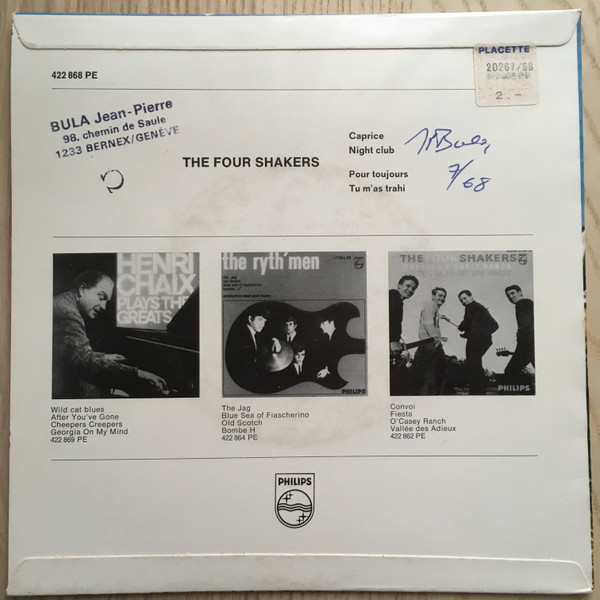 422 868 PE
PLACETTE
20267/68
2.-
BULA Jean-Pierre
98, chemin de Saule
1233 BERNEX/GENÈVE
THE FOUR SHAKERS
Caprice
Night club
Pour toujours
Tu m'as trahi
JPBula
7/68
HENRI
CHAIX
PLAYS THE
GREATS
the ryth'men
PHILIPS
THE FOUR SHAKERS
PHILIPS
Wild cat blues
After You've Gone
Cheepers Creepers
Georgia On My Mind
422 869 PE
The Jag
Blue Sea of Fiascherino
Old Scotch
Bombe H
422 864 PE
Convoi
Fiesta
O'Casey Ranch
Vallée des Adieux
422 862 PE
PHILIPS